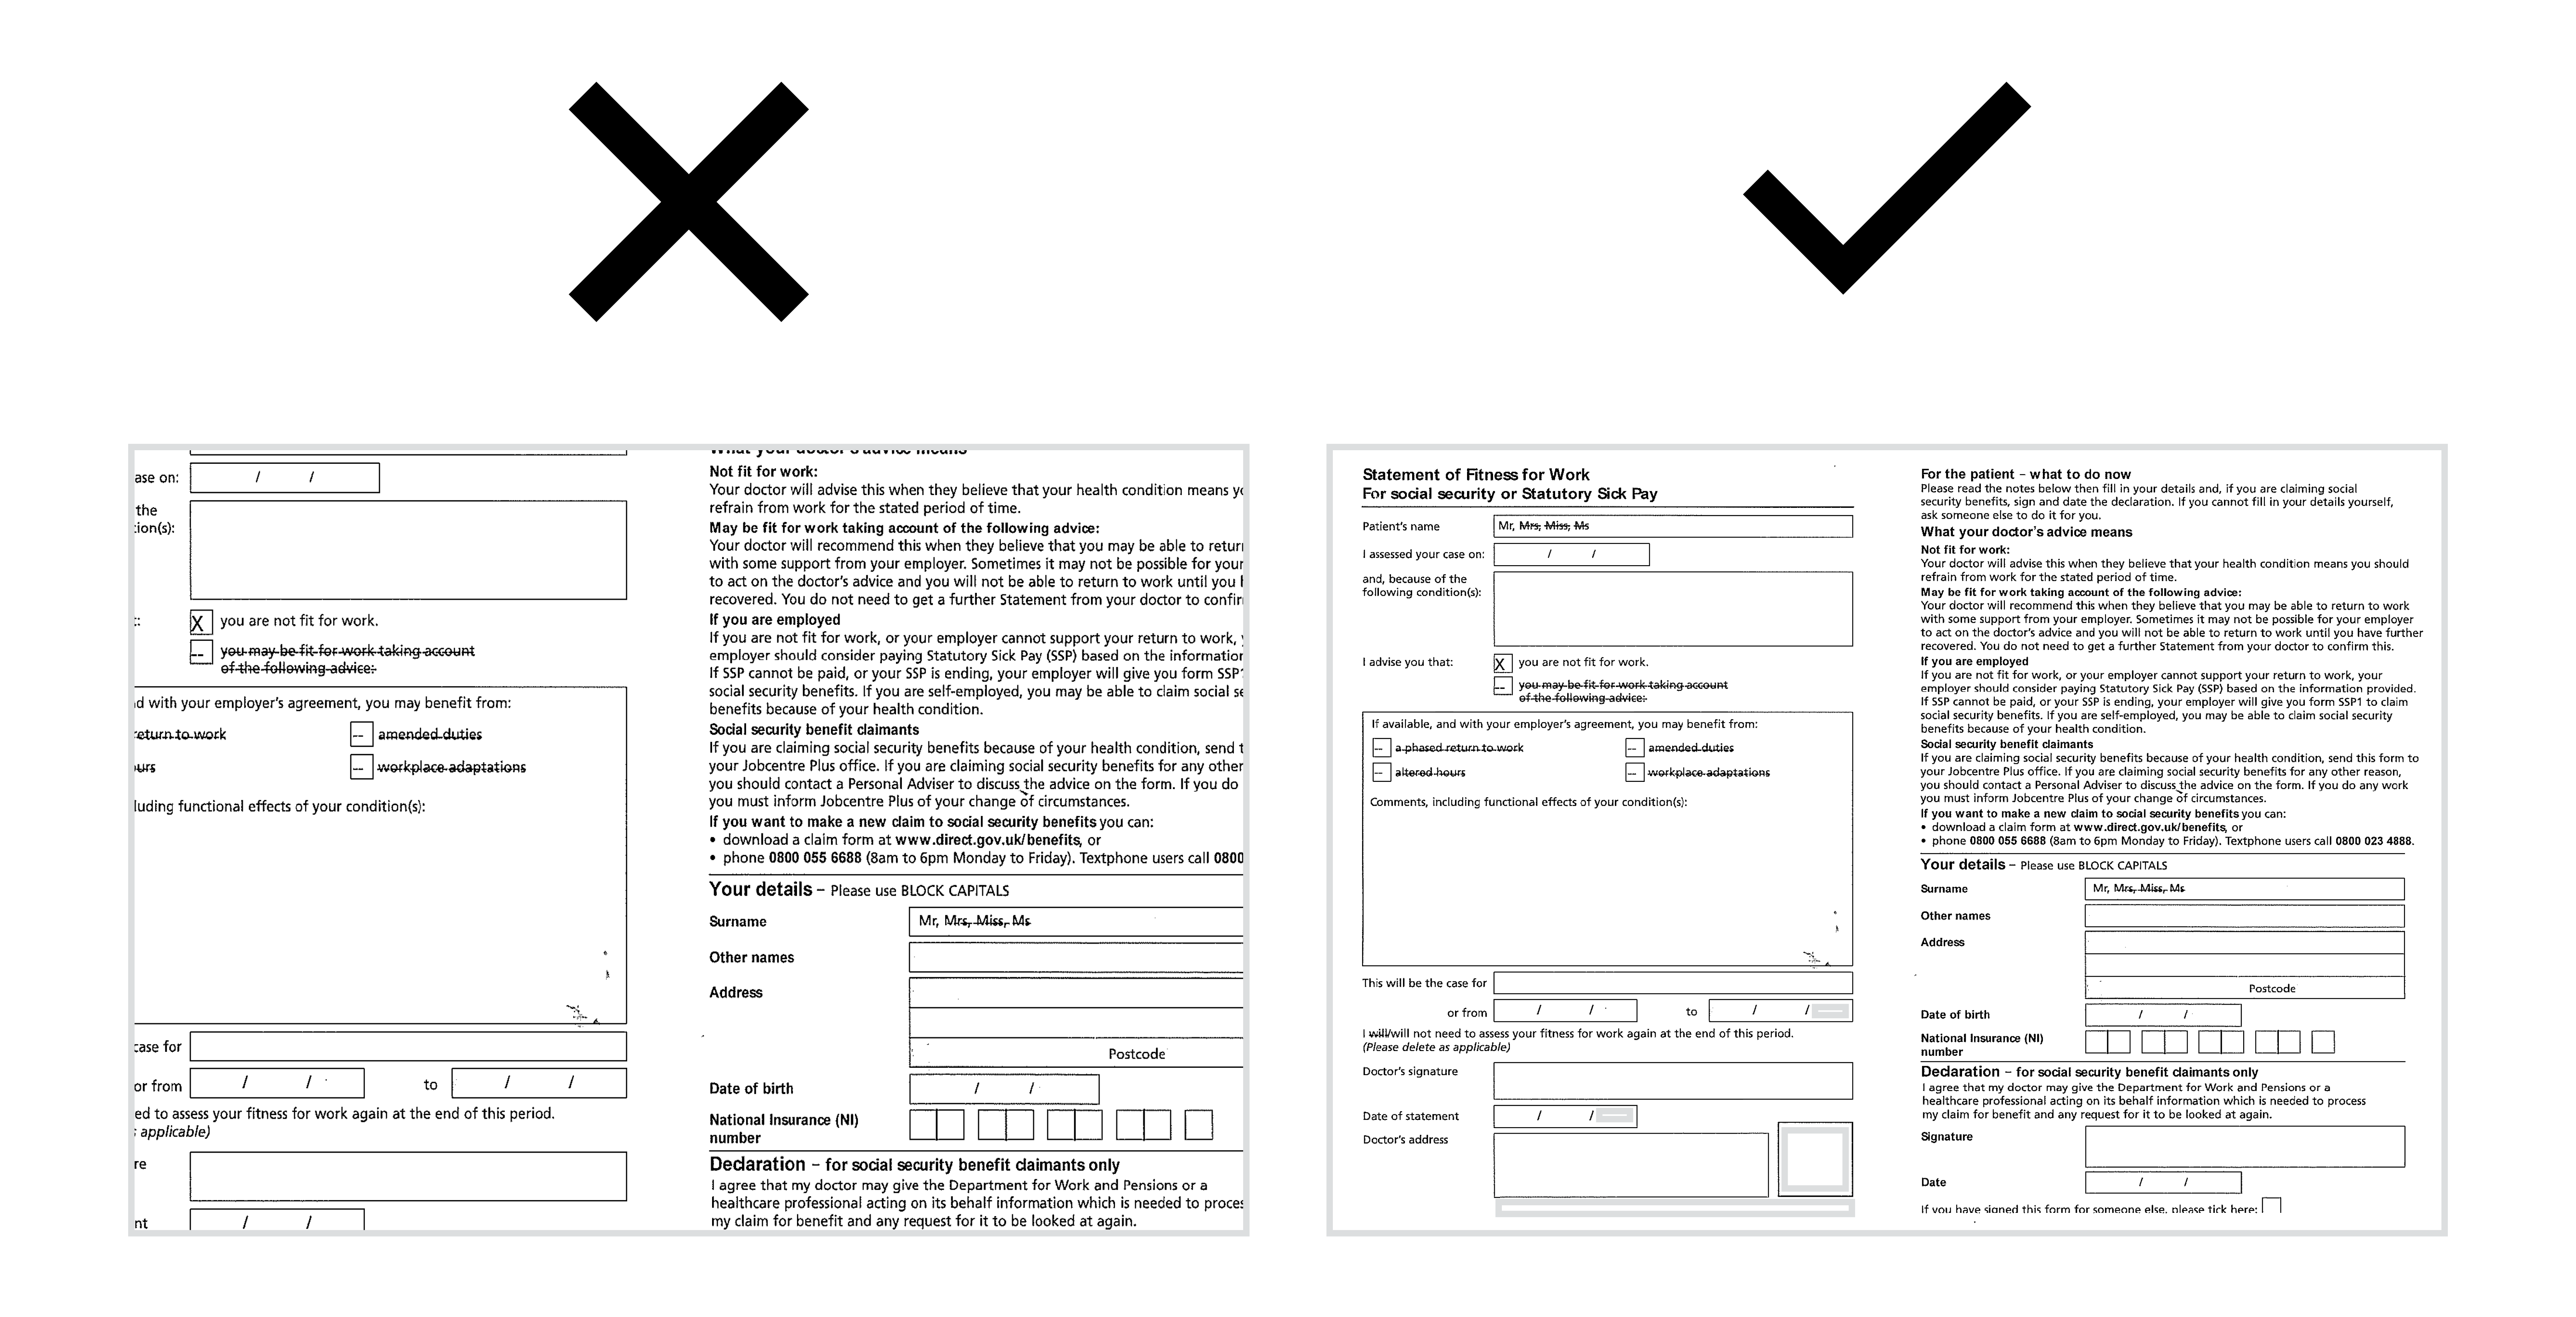 ase on: / /
the
ion(s):
X you are not fit for work.
-- you may be fit for work taking account
of the following advice:
d with your employer's agreement, you may benefit from:
return to work -- amended duties
urs -- workplace adaptations
luding functional effects of your condition(s):
case for
or from / / to / /
ed to assess your fitness for work again at the end of this period.
applicable)
re
nt / /
What your doctor's advice means
Not fit for work:
Your doctor will advise this when they believe that your health condition means yo
refrain from work for the stated period of time.
May be fit for work taking account of the following advice:
Your doctor will recommend this when they believe that you may be able to return
with some support from your employer. Sometimes it may not be possible for your
to act on the doctor's advice and you will not be able to return to work until you h
recovered. You do not need to get a further Statement from your doctor to confir
If you are employed
If you are not fit for work, or your employer cannot support your return to work, y
employer should consider paying Statutory Sick Pay (SSP) based on the information
If SSP cannot be paid, or your SSP is ending, your employer will give you form SSP1
social security benefits. If you are self-employed, you may be able to claim social se
benefits because of your health condition.
Social security benefit claimants
If you are claiming social security benefits because of your health condition, send t
your Jobcentre Plus office. If you are claiming social security benefits for any other
you should contact a Personal Adviser to discuss the advice on the form. If you do
you must inform Jobcentre Plus of your change of circumstances.
If you want to make a new claim to social security benefits you can:
• download a claim form at www.direct.gov.uk/benefits, or
• phone 0800 055 6688 (8am to 6pm Monday to Friday). Textphone users call 0800
Your details – Please use BLOCK CAPITALS
Surname Mr, Mrs, Miss, Ms
Other names
Address
Postcode
Date of birth / /
National Insurance (NI)
number
Declaration – for social security benefit claimants only
I agree that my doctor may give the Department for Work and Pensions or a
healthcare professional acting on its behalf information which is needed to proces
my claim for benefit and any request for it to be looked at again.
Statement of Fitness for Work
For social security or Statutory Sick Pay
Patient's name Mr, Mrs, Miss, Ms
I assessed your case on: / /
and, because of the
following condition(s):
I advise you that: X you are not fit for work.
-- you may be fit for work taking account
of the following advice:
If available, and with your employer's agreement, you may benefit from:
-- a phased return to work -- amended duties
-- altered hours -- workplace adaptations
Comments, including functional effects of your condition(s):
This will be the case for
or from / / to / /
I will/will not need to assess your fitness for work again at the end of this period.
(Please delete as applicable)
Doctor's signature
Date of statement / /
Doctor's address
For the patient – what to do now
Please read the notes below then fill in your details and, if you are claiming social
security benefits, sign and date the declaration. If you cannot fill in your details yourself,
ask someone else to do it for you.
What your doctor's advice means
Not fit for work:
Your doctor will advise this when they believe that your health condition means you should
refrain from work for the stated period of time.
May be fit for work taking account of the following advice:
Your doctor will recommend this when they believe that you may be able to return to work
with some support from your employer. Sometimes it may not be possible for your employer
to act on the doctor's advice and you will not be able to return to work until you have further
recovered. You do not need to get a further Statement from your doctor to confirm this.
If you are employed
If you are not fit for work, or your employer cannot support your return to work, your
employer should consider paying Statutory Sick Pay (SSP) based on the information provided.
If SSP cannot be paid, or your SSP is ending, your employer will give you form SSP1 to claim
social security benefits. If you are self-employed, you may be able to claim social security
benefits because of your health condition.
Social security benefit claimants
If you are claiming social security benefits because of your health condition, send this form to
your Jobcentre Plus office. If you are claiming social security benefits for any other reason,
you should contact a Personal Adviser to discuss the advice on the form. If you do any work
you must inform Jobcentre Plus of your change of circumstances.
If you want to make a new claim to social security benefits you can:
• download a claim form at www.direct.gov.uk/benefits, or
• phone 0800 055 6688 (8am to 6pm Monday to Friday). Textphone users call 0800 023 4888.
Your details – Please use BLOCK CAPITALS
Surname Mr, Mrs, Miss, Ms
Other names
Address
Postcode
Date of birth / /
National Insurance (NI)
number
Declaration – for social security benefit claimants only
I agree that my doctor may give the Department for Work and Pensions or a
healthcare professional acting on its behalf information which is needed to process
my claim for benefit and any request for it to be looked at again.
Signature
Date / /
If you have signed this form for someone else, please tick here: